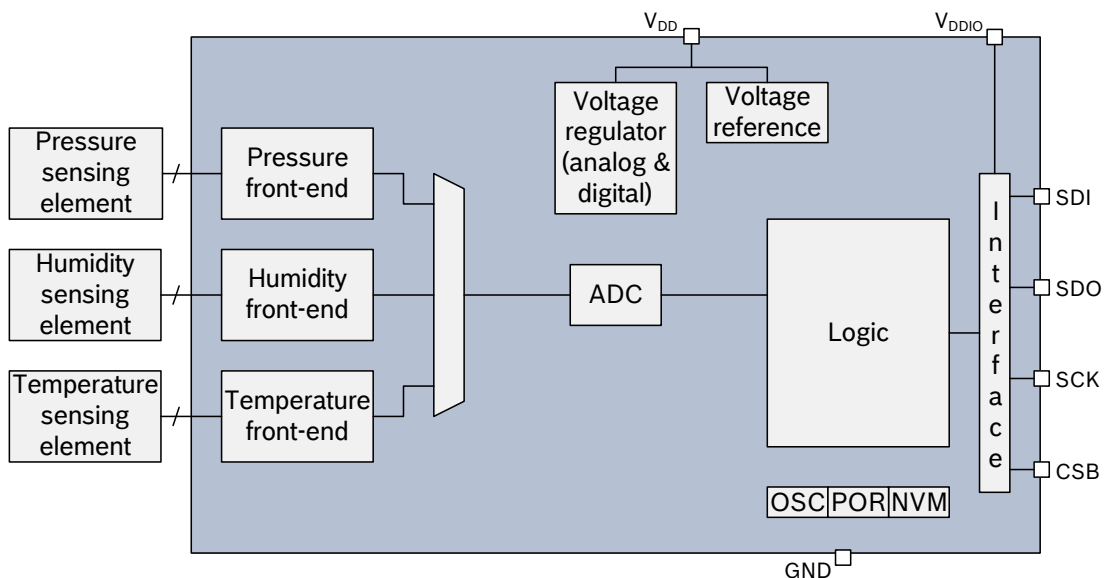 V_DD
V_DDIO
Voltage
regulator
(analog &
digital)
Voltage
reference
Pressure
sensing
element
Pressure
front-end
Humidity
sensing
element
Humidity
front-end
Temperature
sensing
element
Temperature
front-end
ADC
Logic
OSC POR NVM
Interface
SDI
SDO
SCK
CSB
GND